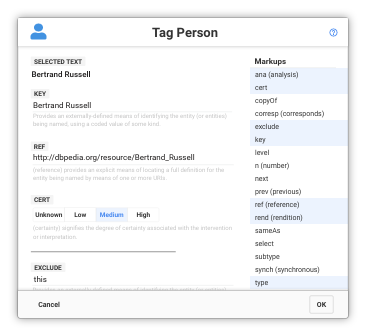 Tag Person
SELECTED TEXT
Bertrand Russell
KEY
Bertrand Russell
Provides an externally-defined means of identifying the entity (or entities)
being named, using a coded value of some kind.
REF
http://dbpedia.org/resource/Bertrand_Russell
(reference) provides an explicit means of locating a full definition for the
entity being named by means of one or more URIs.
CERT
Unknown Low Medium High
(certainty) signifies the degree of certainty associated with the intervention
or interpretation.
EXCLUDE
this
Markups
ana (analysis)
cert
copyOf
corresp (corresponds)
exclude
key
level
n (number)
next
prev (previous)
ref (reference)
rend (rendition)
sameAs
select
subtype
synch (synchronous)
type
Cancel
OK